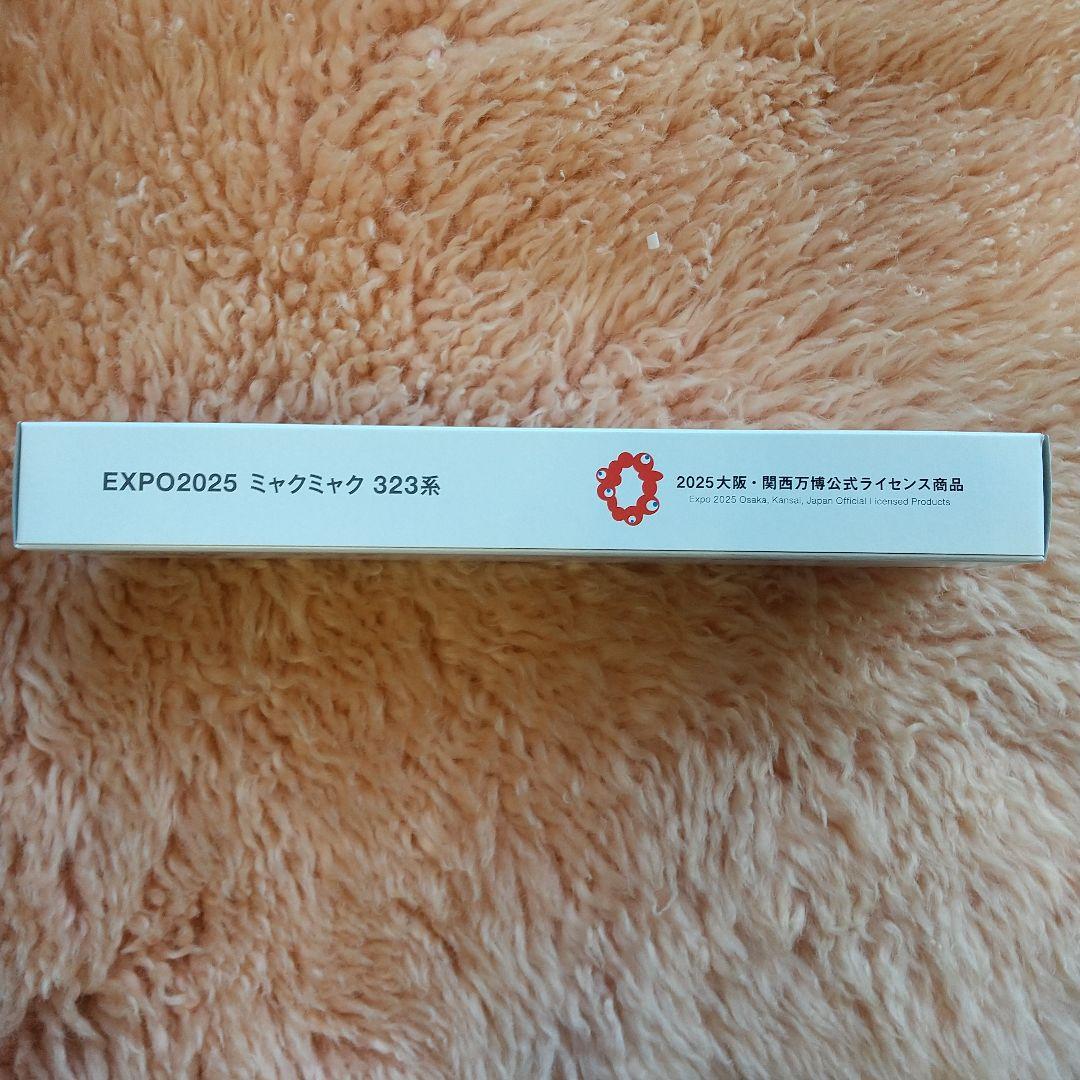 EXPO2025 ミャクミャク 323系
2025大阪・関西万博公式ライセンス商品
Expo 2025 Osaka, Kansai, Japan Official Licensed Products